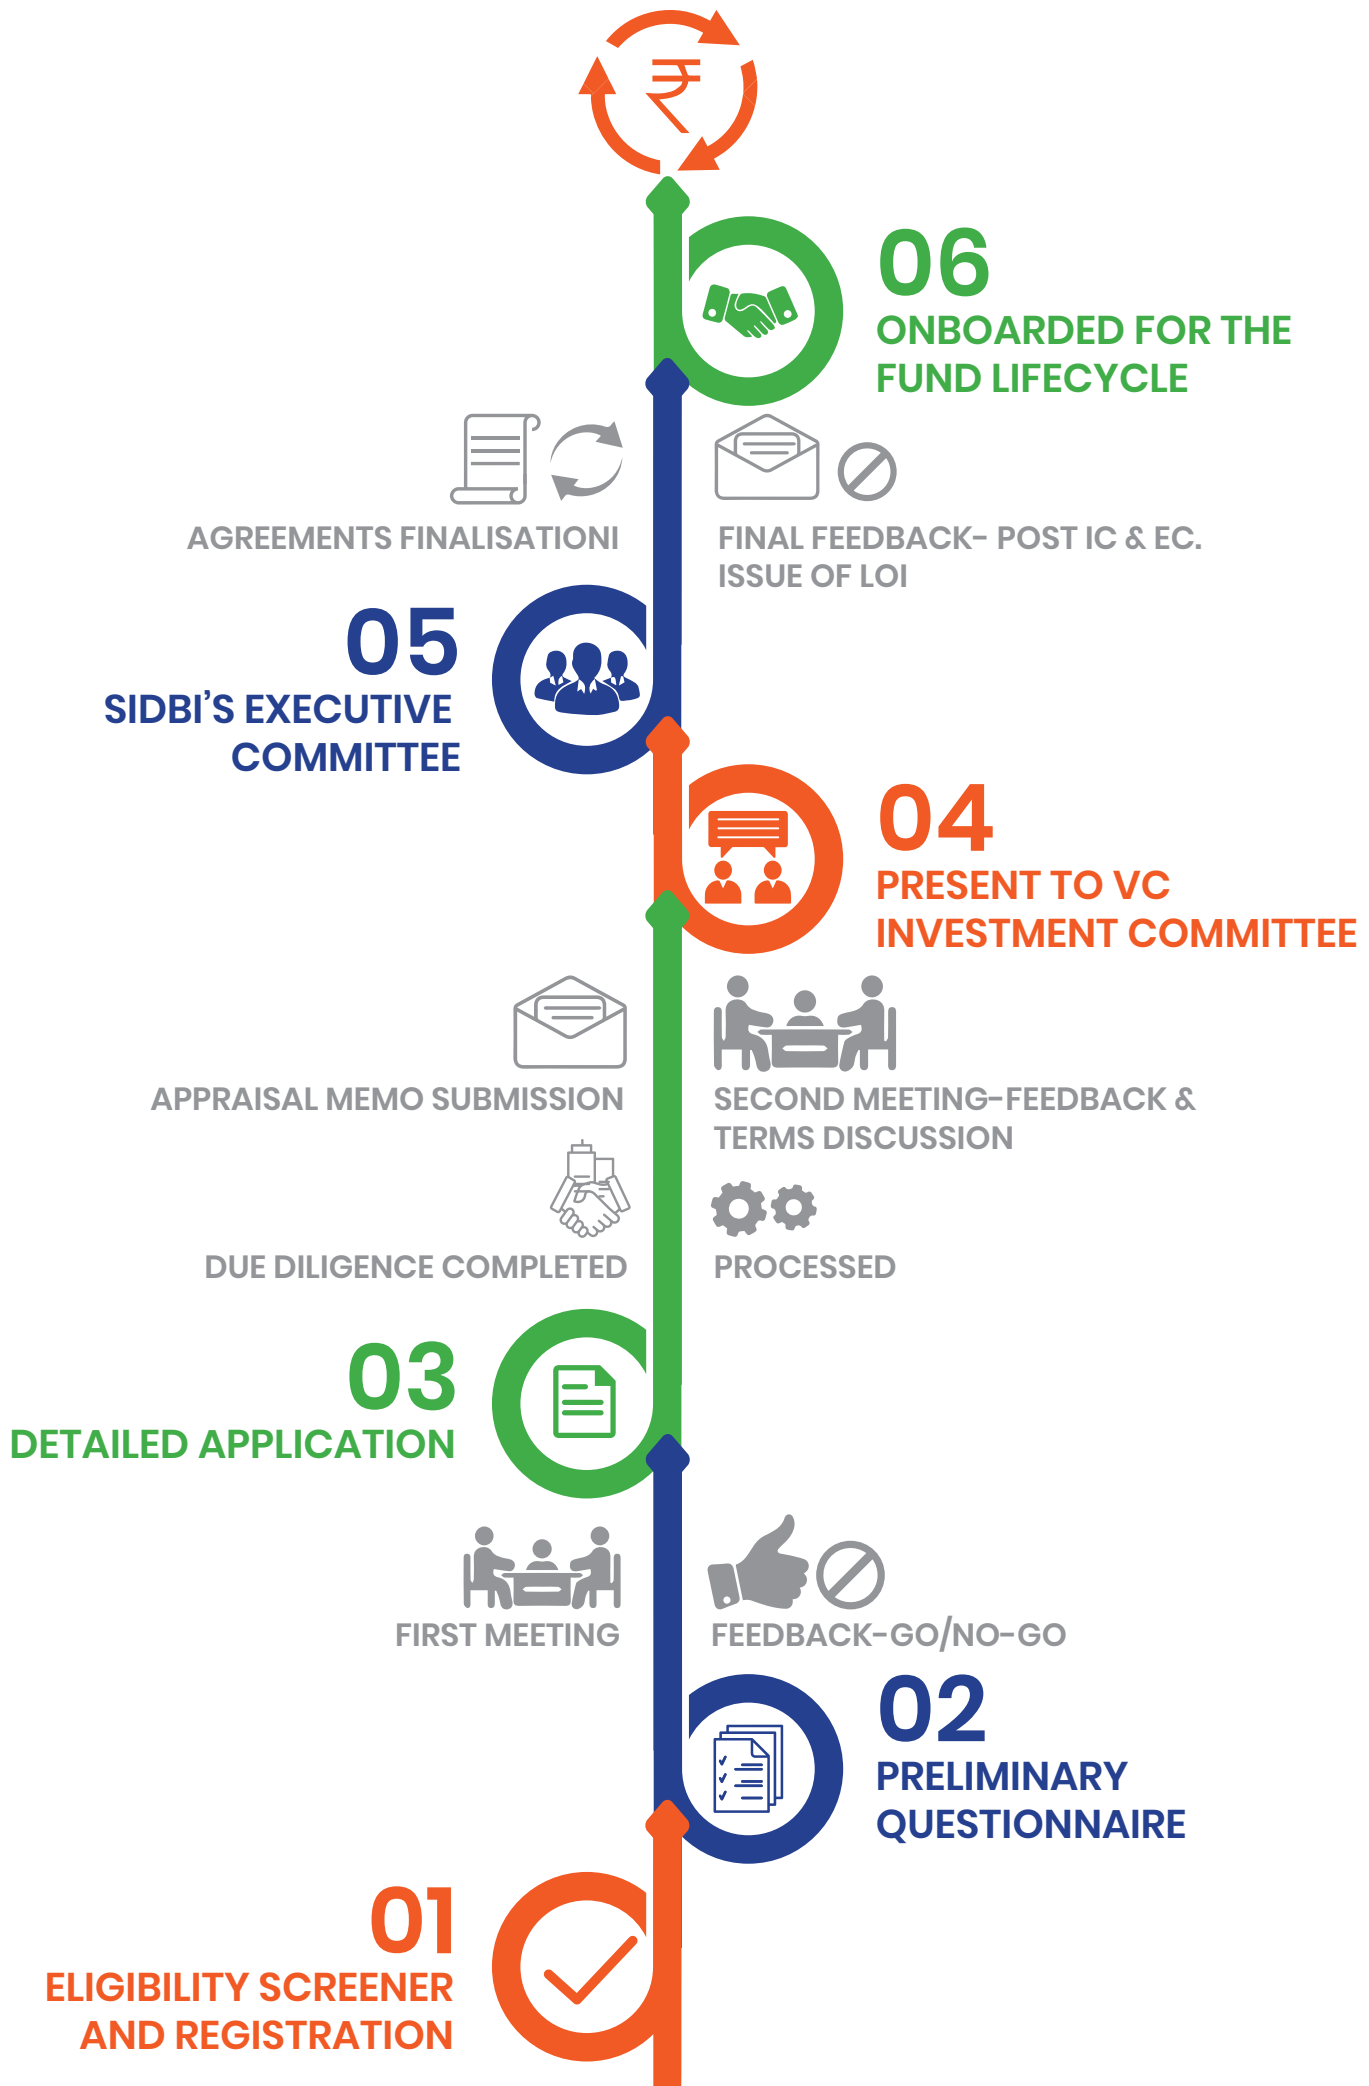 ₹
06
ONBOARDED FOR THE
FUND LIFECYCLE
AGREEMENTS FINALISATIONI
FINAL FEEDBACK- POST IC & EC.
ISSUE OF LOI
05
SIDBI'S EXECUTIVE
COMMITTEE
04
PRESENT TO VC
INVESTMENT COMMITTEE
APPRAISAL MEMO SUBMISSION
SECOND MEETING-FEEDBACK &
TERMS DISCUSSION
DUE DILIGENCE COMPLETED
PROCESSED
03
DETAILED APPLICATION
FIRST MEETING
FEEDBACK-GO/NO-GO
02
PRELIMINARY
QUESTIONNAIRE
01
ELIGIBILITY SCREENER
AND REGISTRATION